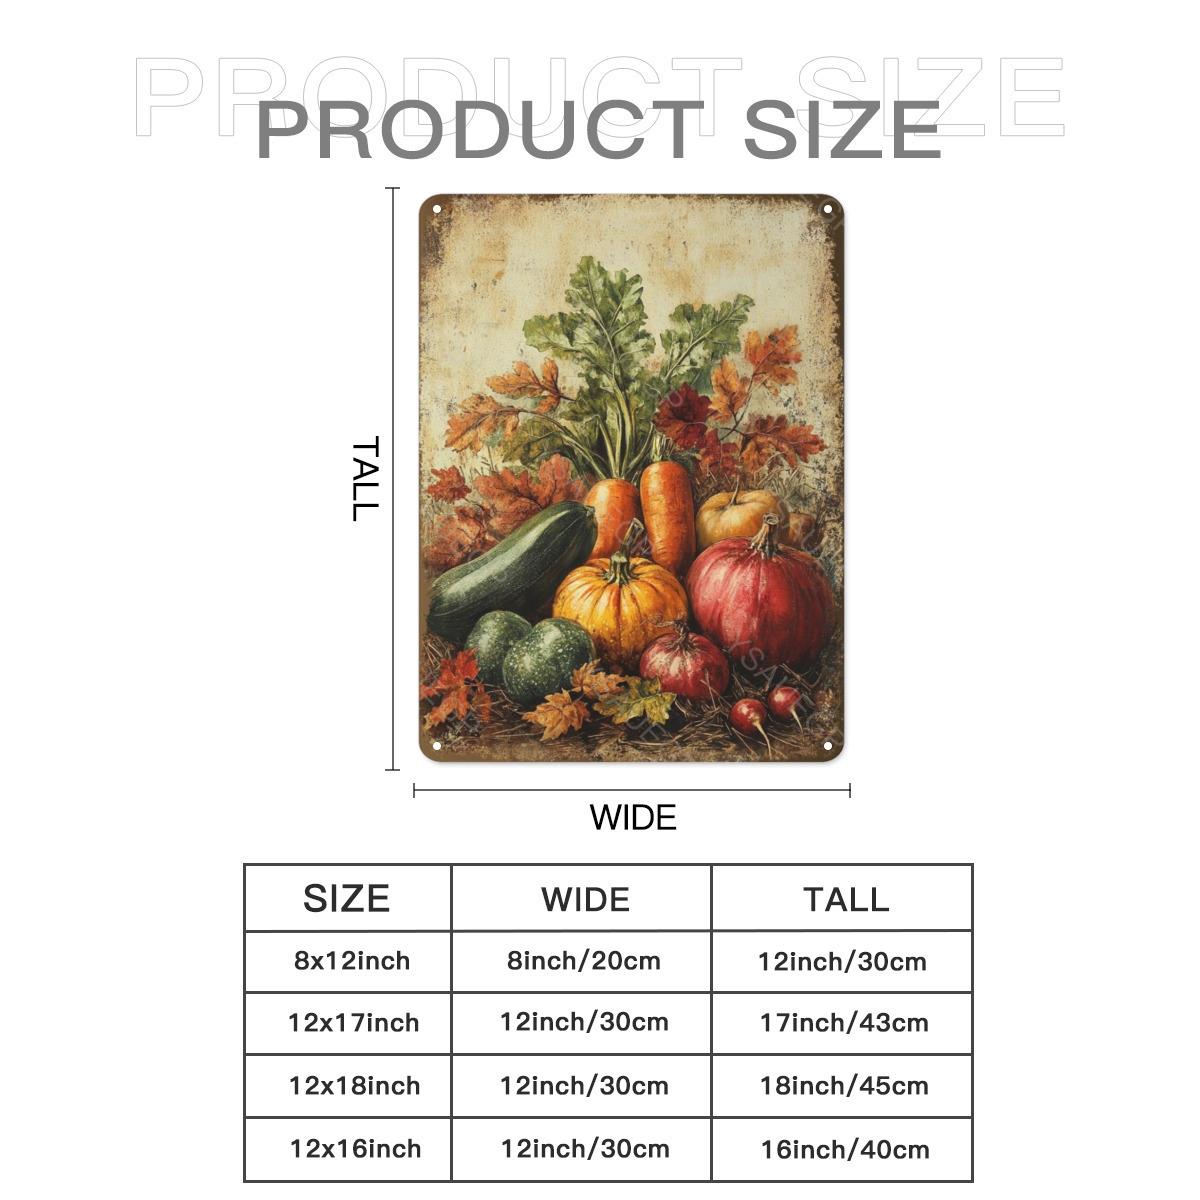 PRODUCT SIZE
PRODUCT SIZE
TALL
WIDE
SIZE WIDE TALL
8x12inch 8inch/20cm 12inch/30cm
12x17inch 12inch/30cm 17inch/43cm
12x18inch 12inch/30cm 18inch/45cm
12x16inch 12inch/30cm 16inch/40cm